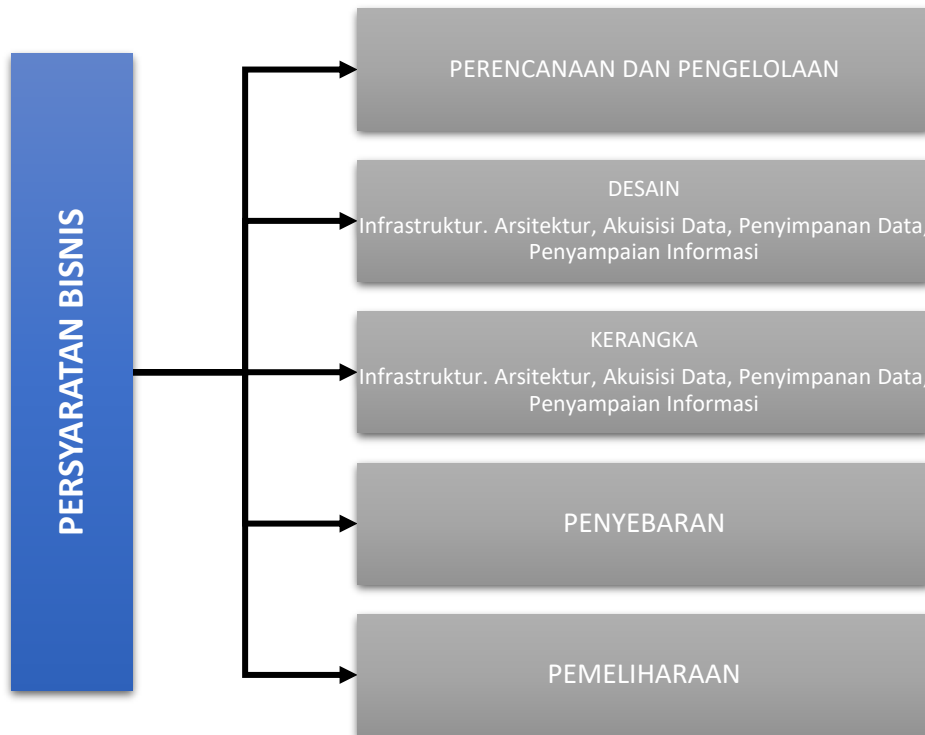 PERSYARATAN BISNIS
PERENCANAAN DAN PENGELOLAAN
DESAIN
Infrastruktur. Arsitektur, Akuisisi Data, Penyimpanan Data,
Penyampaian Informasi
KERANGKA
Infrastruktur. Arsitektur, Akuisisi Data, Penyimpanan Data,
Penyampaian Informasi
PENYEBARAN
PEMELIHARAAN